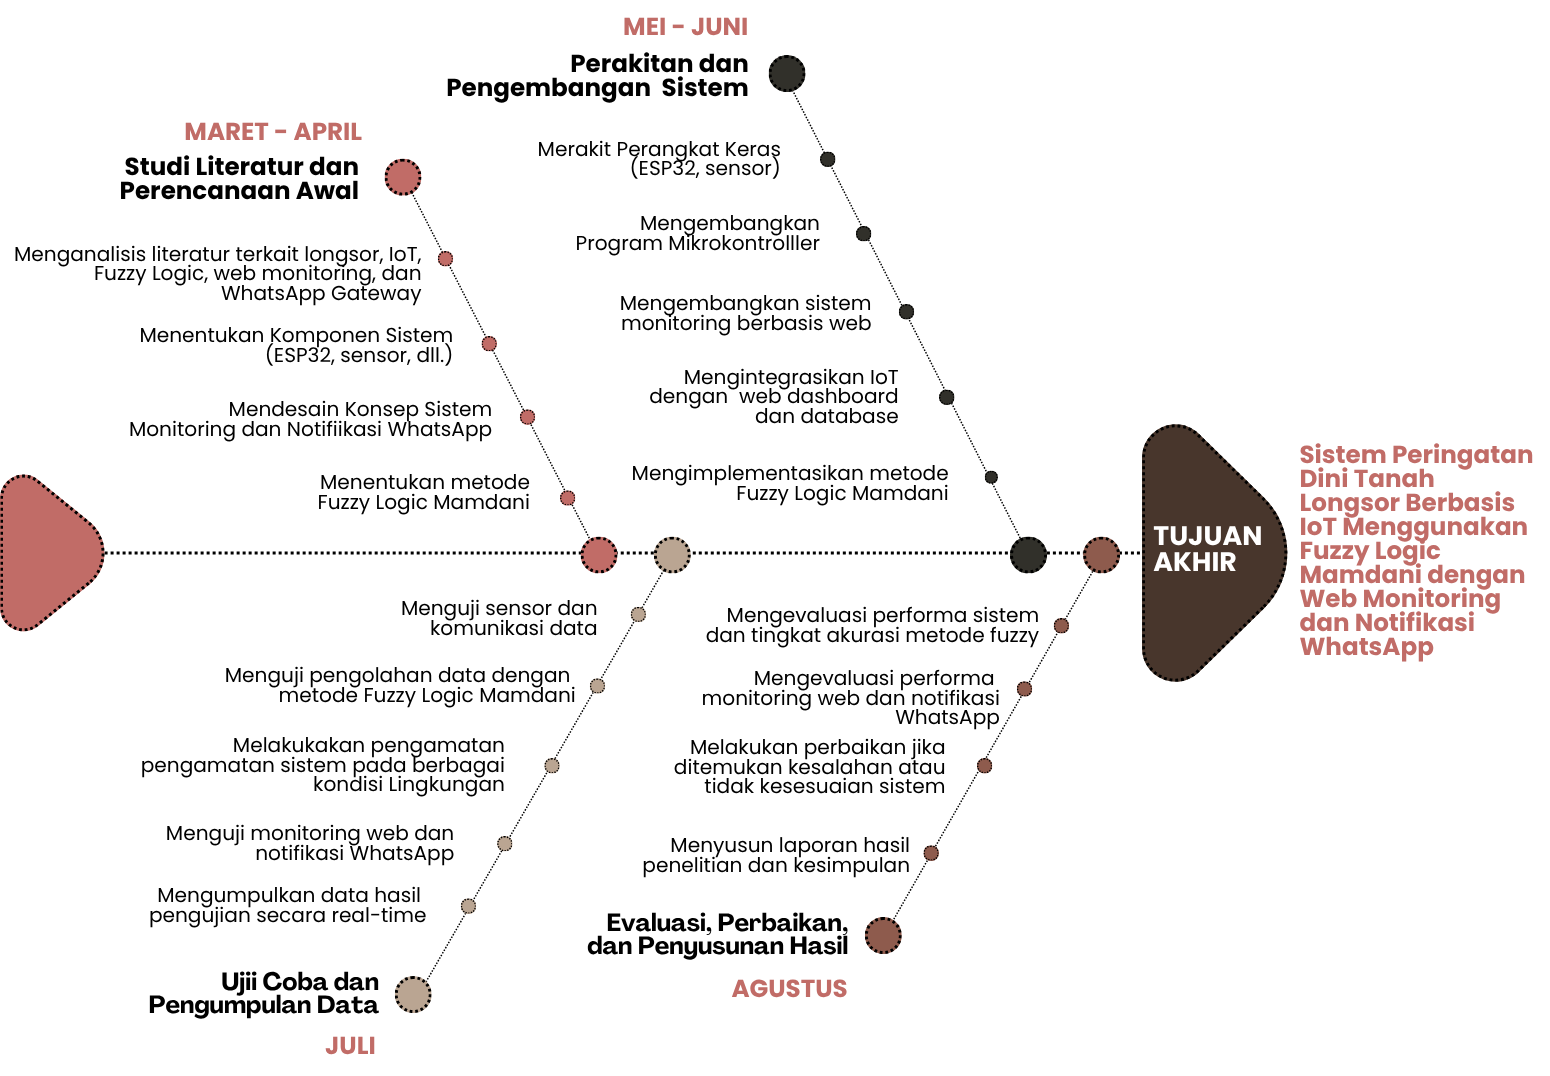 MARET - APRIL
Studi Literatur dan
Perencanaan Awal
Menganalisis literatur terkait longsor, IoT,
Fuzzy Logic, web monitoring, dan
WhatsApp Gateway
Menentukan Komponen Sistem
(ESP32, sensor, dll.)
Mendesain Konsep Sistem
Monitoring dan Notifiikasi WhatsApp
Menentukan metode
Fuzzy Logic Mamdani
MEI - JUNI
Perakitan dan
Pengembangan  Sistem
Merakit Perangkat Keras
(ESP32, sensor)
Mengembangkan
Program Mikrokontrolller
Mengembangkan sistem
monitoring berbasis web
Mengintegrasikan IoT
dengan  web dashboard
dan database
Mengimplementasikan metode
Fuzzy Logic Mamdani
Menguji sensor dan
komunikasi data
Menguji pengolahan data dengan
metode Fuzzy Logic Mamdani
Melakukakan pengamatan
pengamatan sistem pada berbagai
kondisi Lingkungan
Menguji monitoring web dan
notifikasi WhatsApp
Mengumpulkan data hasil
pengujian secara real-time
Ujii Coba dan
Pengumpulan Data
JULI
Mengevaluasi performa sistem
dan tingkat akurasi metode fuzzy
Mengevaluasi performa
monitoring web dan notifikasi
WhatsApp
Melakukan perbaikan jika
ditemukan kesalahan atau
tidak kesesuaian sistem
Menyusun laporan hasil
penelitian dan kesimpulan
Evaluasi, Perbaikan,
dan Penyusunan Hasil
AGUSTUS
TUJUAN
AKHIR
Sistem Peringatan
Dini Tanah
Longsor Berbasis
IoT Menggunakan
Fuzzy Logic
Mamdani dengan
Web Monitoring
dan Notifikasi
WhatsApp